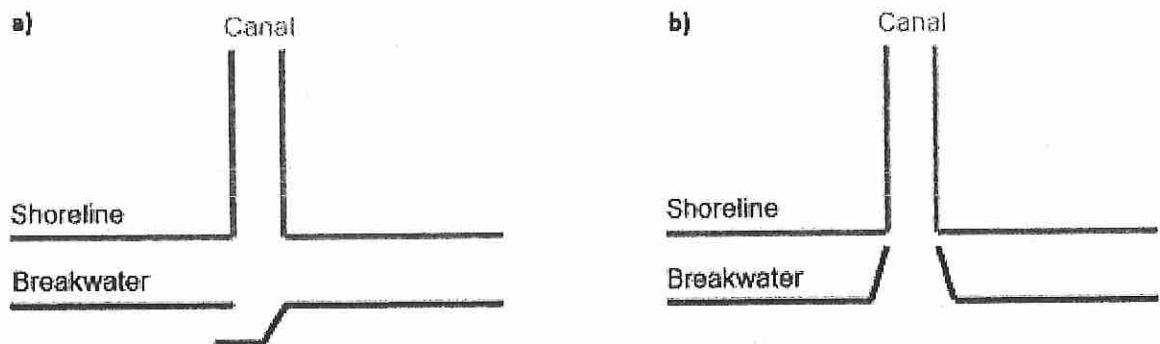 a)
Canal
Shoreline
Breakwater
b)
Canal
Shoreline
Breakwater